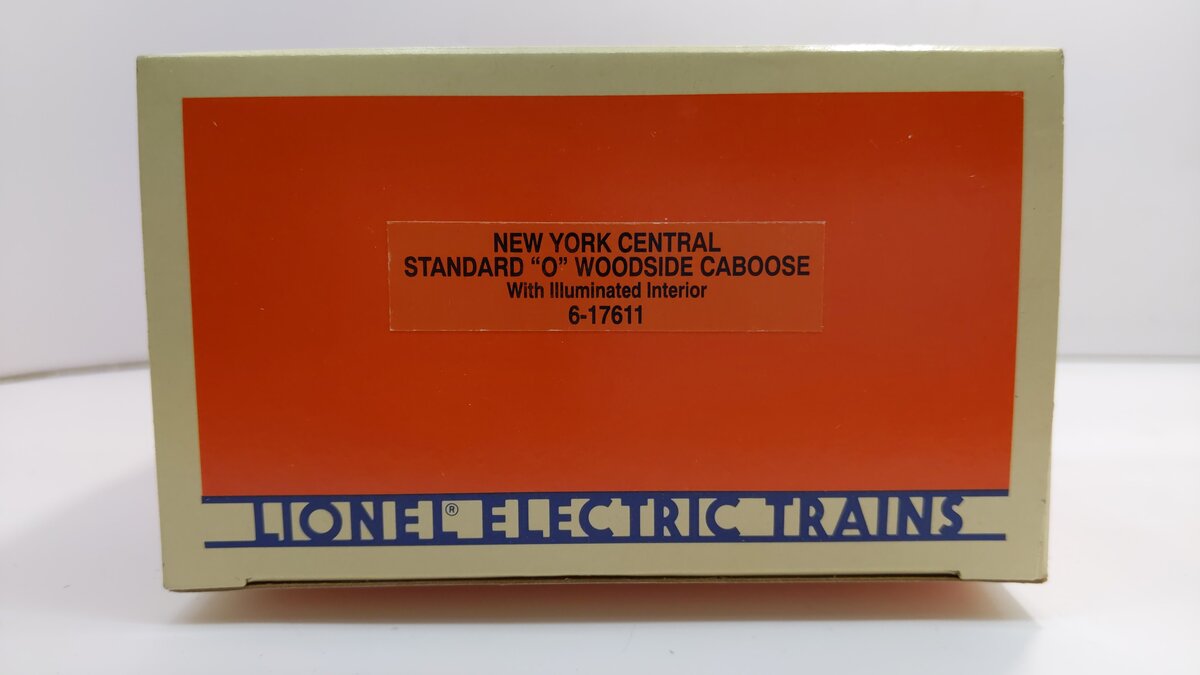 NEW YORK CENTRAL
STANDARD "O" WOODSIDE CABOOSE
With Illuminated Interior
6-17611
LIONEL® ELECTRIC TRAINS